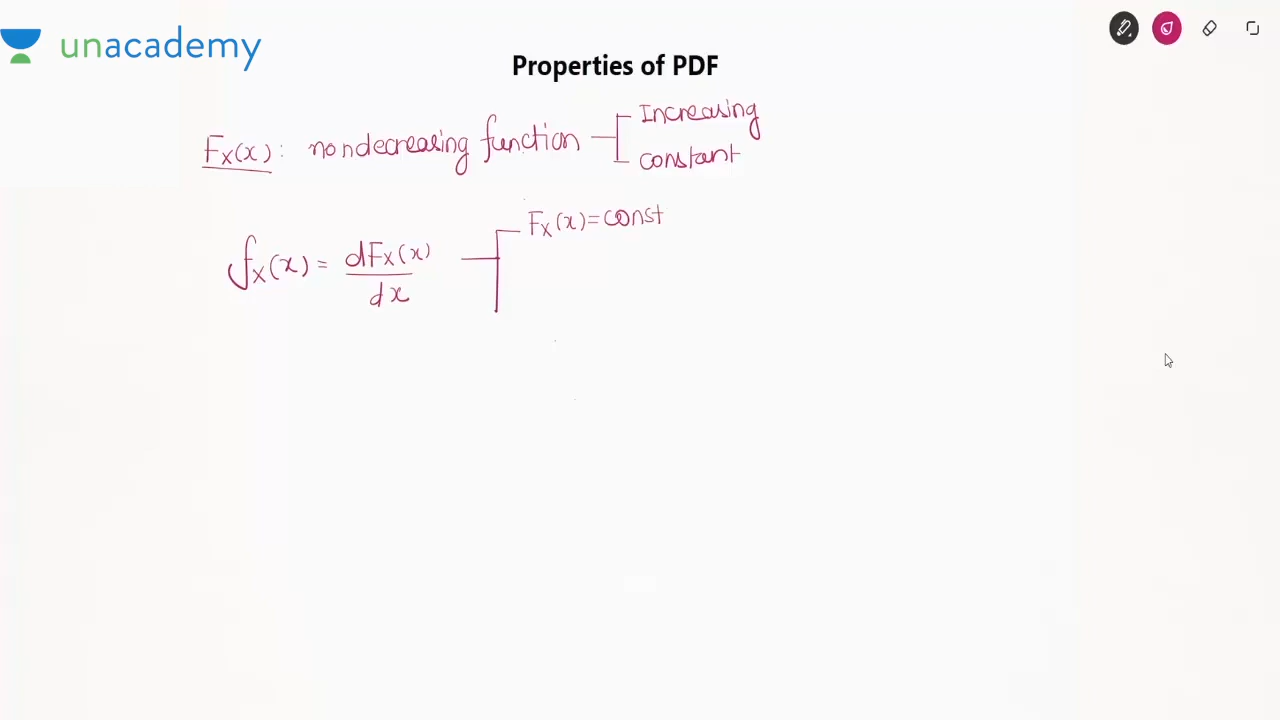 unacademy
Properties of PDF
Fx(x): nondecreasing function
Increasing
constant
fx(x) = dFx(x)/dx
Fx(x)=const